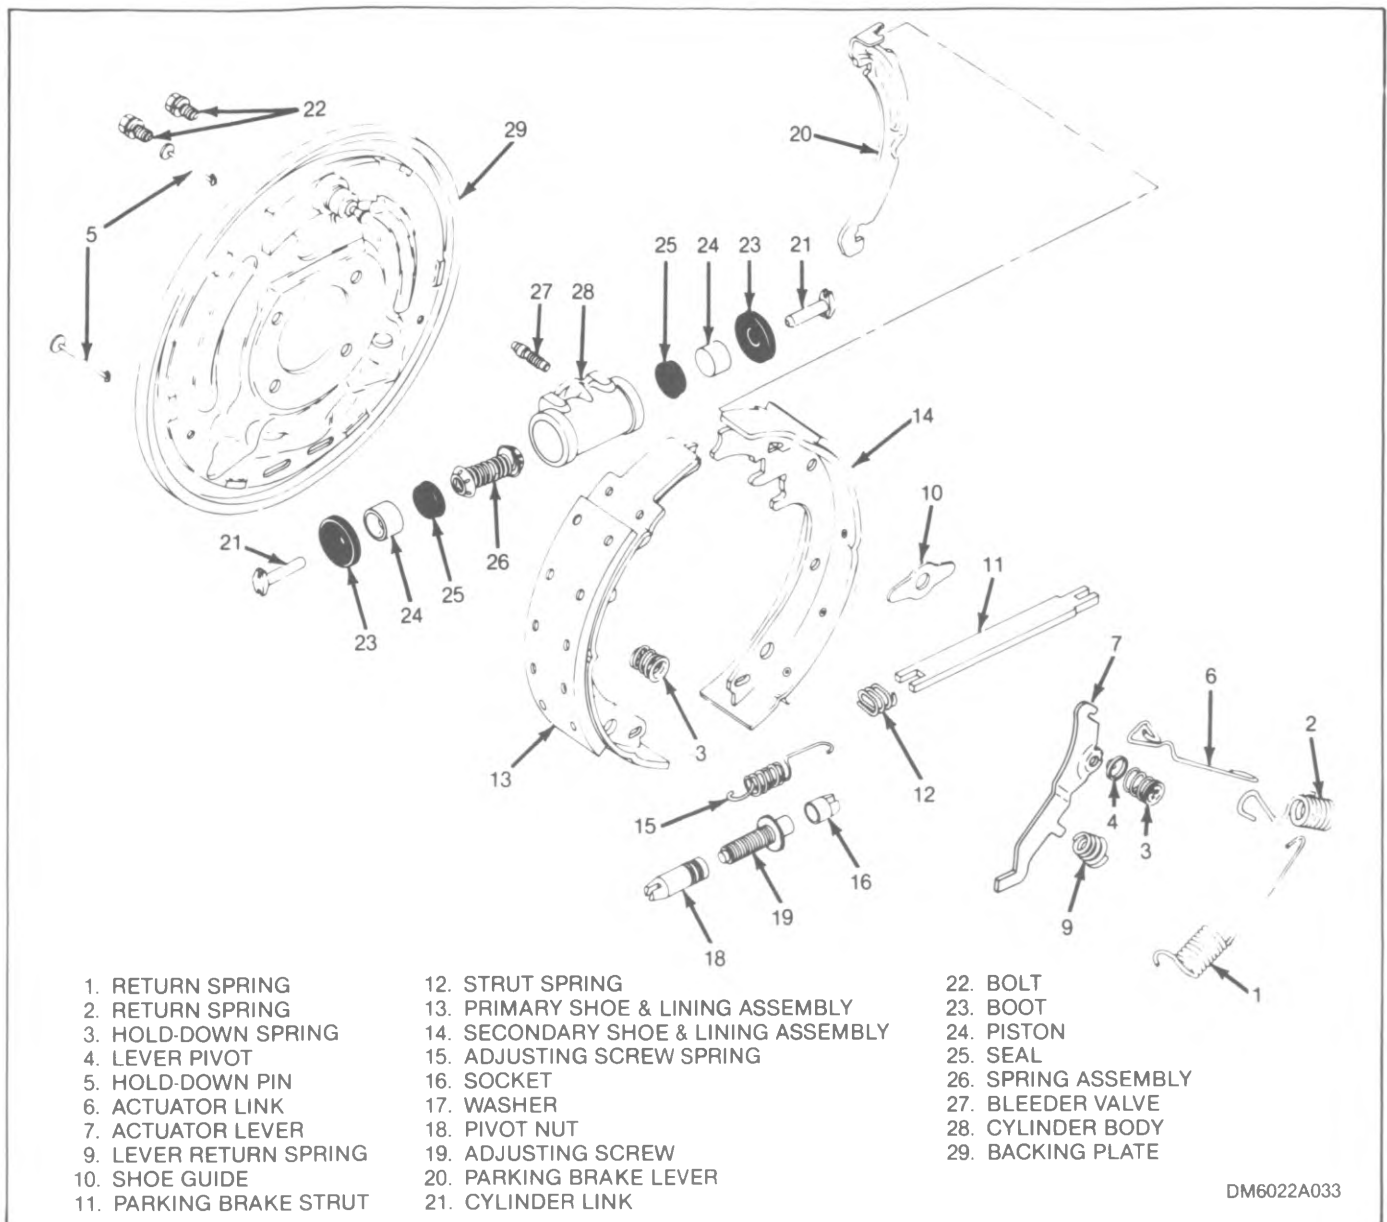 22
29
20
5
25
24
23
21
27
28
14
10
11
21
26
25
24
23
7
6
2
3
13
12
15
4
3
16
9
19
18
1
1. RETURN SPRING
2. RETURN SPRING
3. HOLD-DOWN SPRING
4. LEVER PIVOT
5. HOLD-DOWN PIN
6. ACTUATOR LINK
7. ACTUATOR LEVER
9. LEVER RETURN SPRING
10. SHOE GUIDE
11. PARKING BRAKE STRUT
12. STRUT SPRING
13. PRIMARY SHOE & LINING ASSEMBLY
14. SECONDARY SHOE & LINING ASSEMBLY
15. ADJUSTING SCREW SPRING
16. SOCKET
17. WASHER
18. PIVOT NUT
19. ADJUSTING SCREW
20. PARKING BRAKE LEVER
21. CYLINDER LINK
22. BOLT
23. BOOT
24. PISTON
25. SEAL
26. SPRING ASSEMBLY
27. BLEEDER VALVE
28. CYLINDER BODY
29. BACKING PLATE
DM6022A033